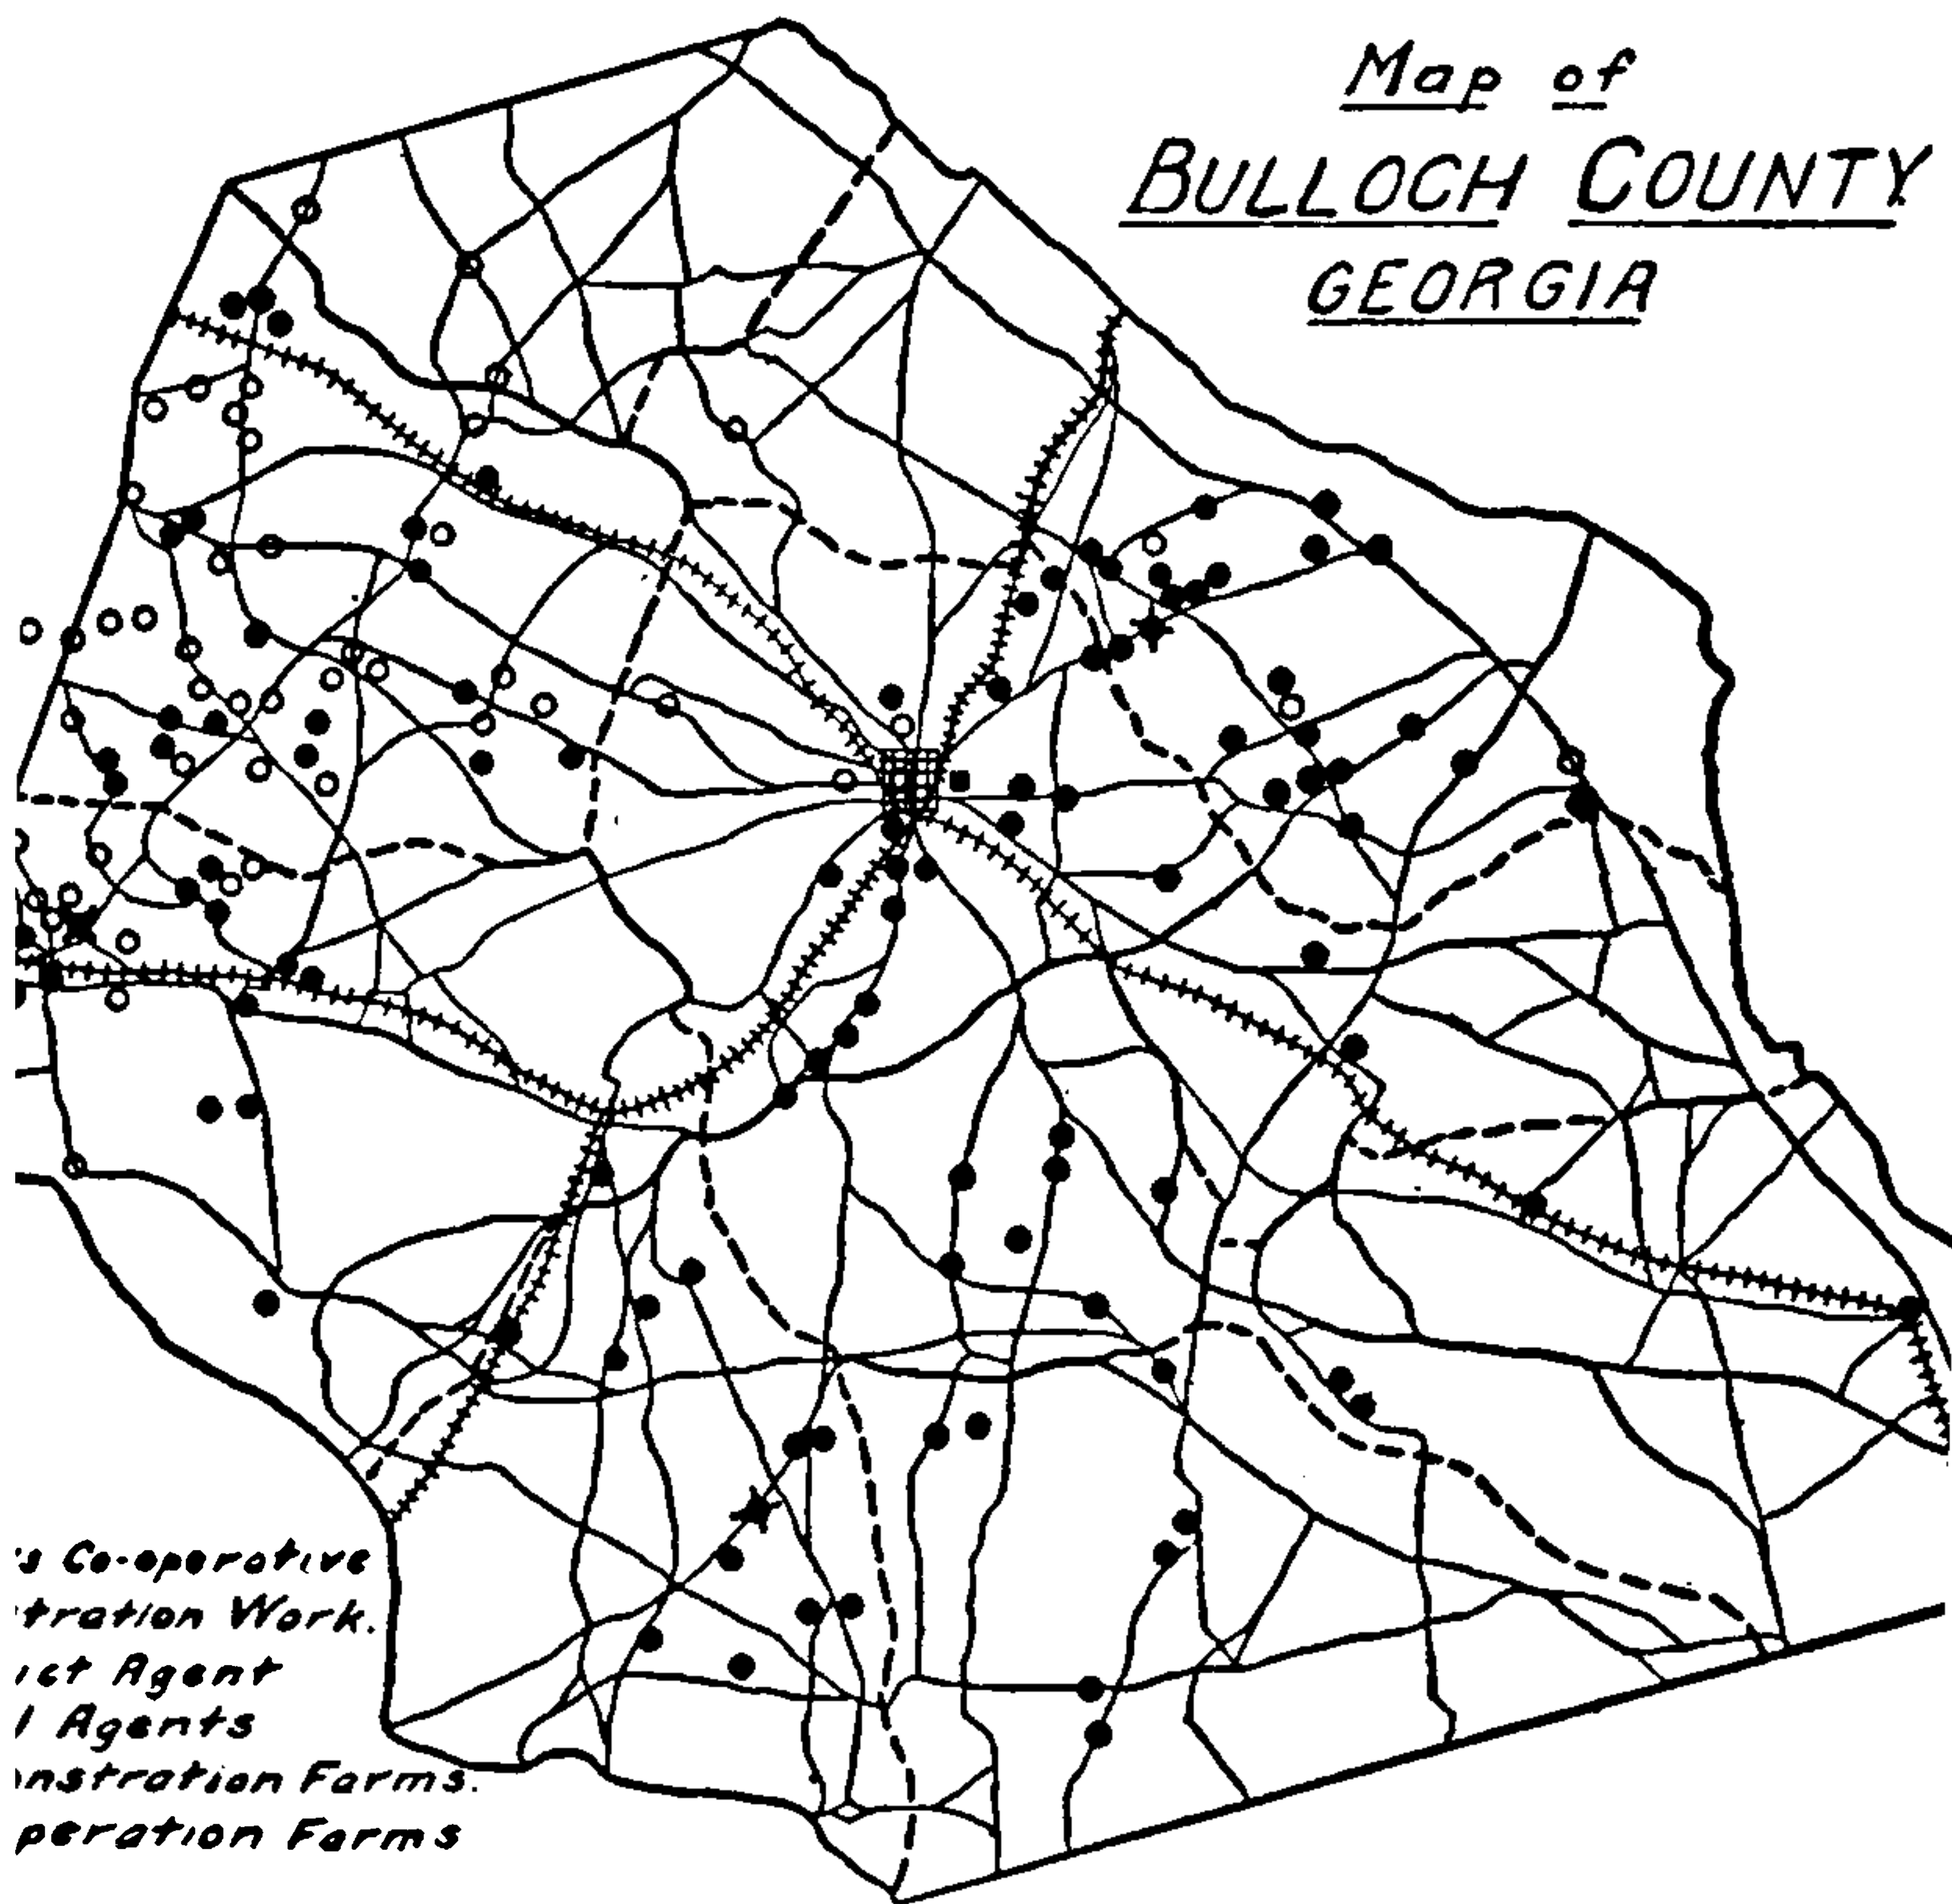 Map of
BULLOCH COUNTY
GEORGIA
's Co-operative
tration Work.
ict Agent
l Agents
nstration Farms.
peration Farms